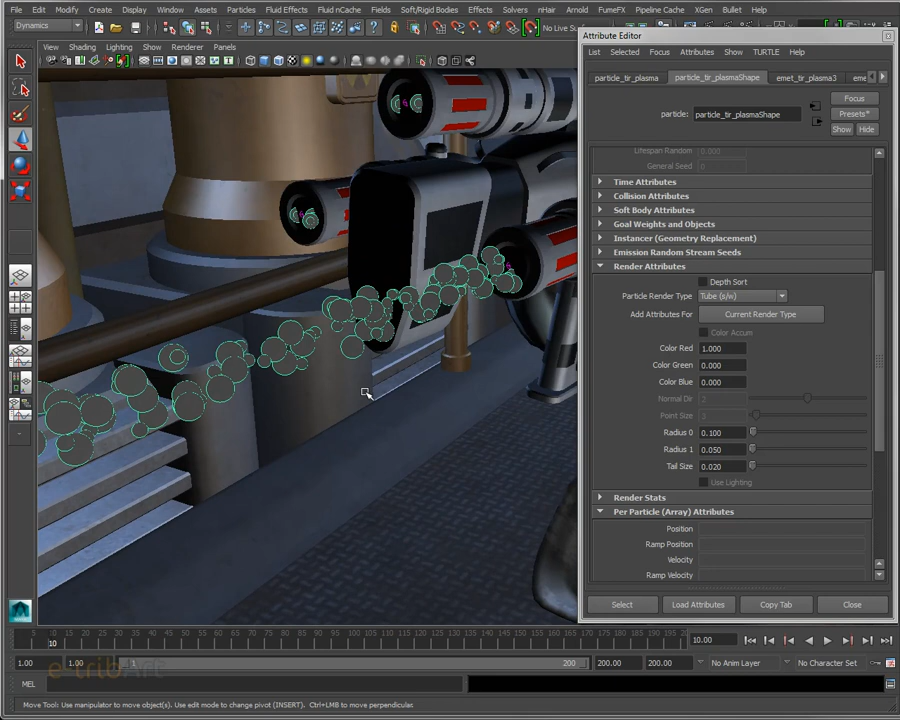 File Edit Modify Create Display Window Assets Particles Fluid Effects Fluid nCache Fields Soft/Rigid Bodies Effects Solvers nHair Arnold FumeFX Pipeline Cache XGen Bullet Help
Dynamics
No Live
View Shading Lighting Show Renderer Panels
Attribute Editor
List Selected Focus Attributes Show TURTLE Help
particle_tir_plasma particle_tir_plasmaShape emet_tir_plasma3 eme
Focus
particle: particle_tir_plasmaShape
Presets*
Show Hide
Lifespan Random 0.000
General Seed 0
Time Attributes
Collision Attributes
Soft Body Attributes
Goal Weights and Objects
Instancer (Geometry Replacement)
Emission Random Stream Seeds
Render Attributes
Depth Sort
Particle Render Type Tube (s/w)
Add Attributes For Current Render Type
Color Accum
Color Red 1.000
Color Green 0.000
Color Blue 0.000
Normal Dir 2
Point Size 3
Radius 0 0.100
Radius 1 0.050
Tail Size 0.020
Use Lighting
Render Stats
Per Particle (Array) Attributes
Position
Ramp Position
Velocity
Ramp Velocity
Select Load Attributes Copy Tab Close
5 10 15 20 25 30 35 40 45 50 55 60 65 70 75 80 85 90 95 100 105 110 115 120 125 130 135 140 145 150 155 160 165 170 175 180 185 190 195
10
10.00
1.00 1.00 1 200 200.00 200.00 No Anim Layer No Character Set
e-tribArt
MEL
Move Tool: Use manipulator to move object(s). Use edit mode to change pivot (INSERT). Ctrl+LMB to move perpendicular.